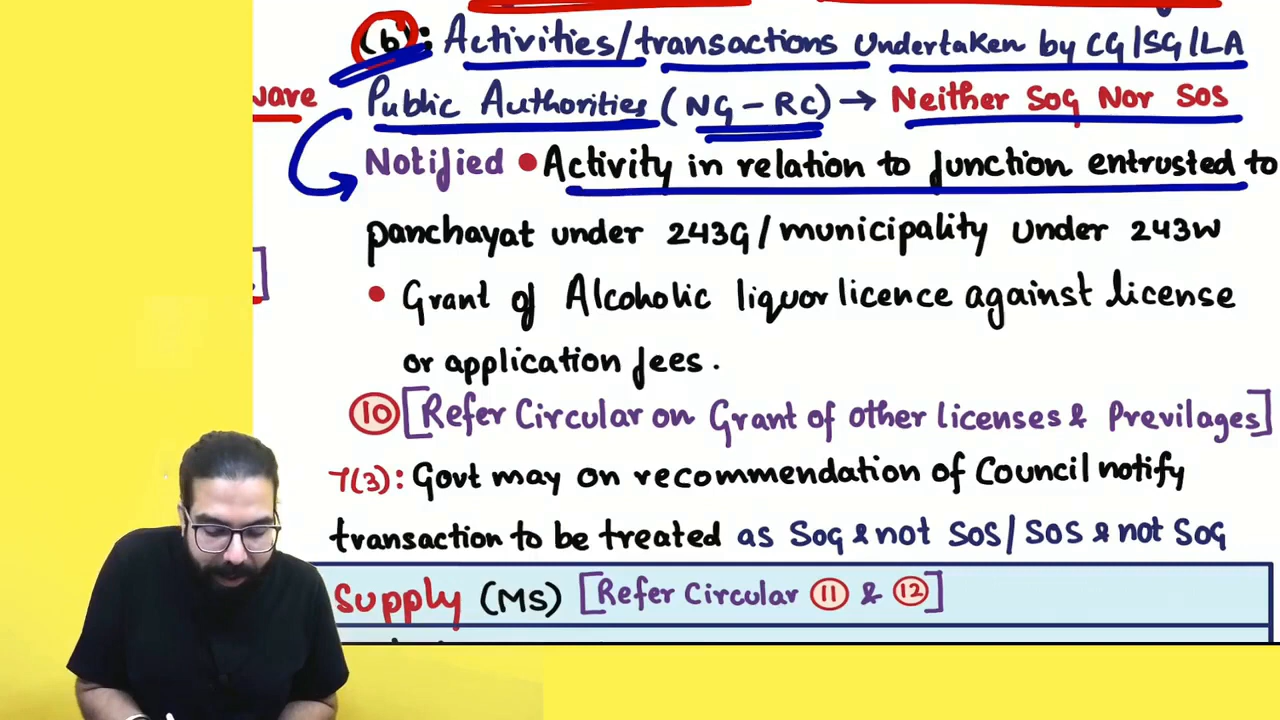 (b): Activities/transactions undertaken by CG/SG/LA
ware
Public Authorities (NG-RC) → Neither SOG Nor SOS
Notified • Activity in relation to function entrusted to
panchayat under 243G/municipality under 243W
• Grant of Alcoholic liquor licence against license
or application fees.
10 [Refer Circular on Grant of other licenses & Previlages]
7(3): Govt may on recommendation of Council notify
transaction to be treated as SOG & not SOS/SOS & not SOG
Supply (MS) [Refer Circular 11 & 12]